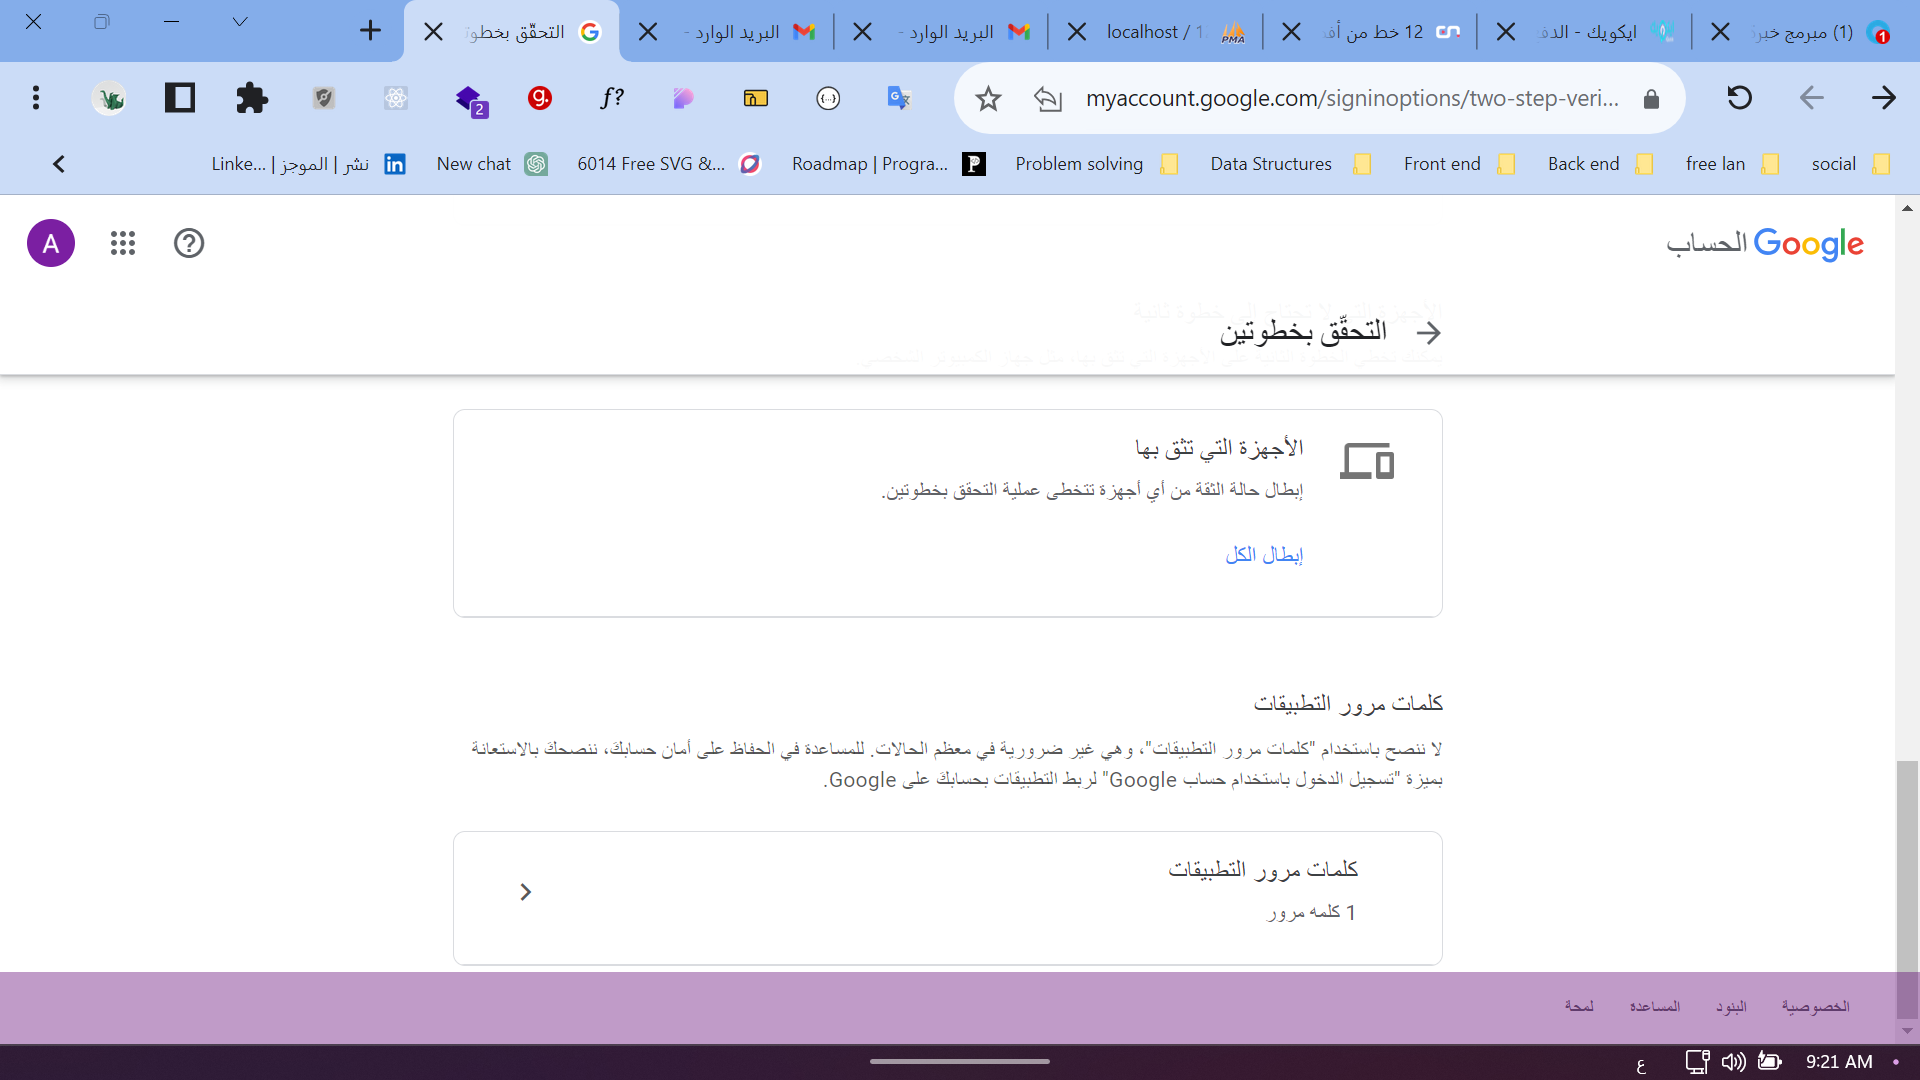 (1) مبرمج خبرة
ايكويك - الدف
12 خط من أف
localhost / 1
البريد الوارد -
البريد الوارد -
التحقّق بخطوت
myaccount.google.com/signinoptions/two-step-veri...
2
social
free lan
Back end
Front end
Data Structures
Problem solving
Roadmap | Progra...
6014 Free SVG &...
New chat
نشر | الموجز | Linke...
Google الحساب
A
التحقّق بخطوتين
الأجهزة التي تثق بها
إبطال حالة الثقة من أي أجهزة تتخطى عملية التحقق بخطوتين.
إبطال الكل
كلمات مرور التطبيقات
لا ننصح باستخدام "كلمات مرور التطبيقات"، وهي غير ضرورية في معظم الحالات. للمساعدة في الحفاظ على أمان حسابك، ننصحك بالاستعانة
بميزة "تسجيل الدخول باستخدام حساب Google" لربط التطبيقات بحسابك على Google.
كلمات مرور التطبيقات
1 كلمه مرور
الخصوصية
البنود
المساعدة
لمحة
ع
9:21 AM